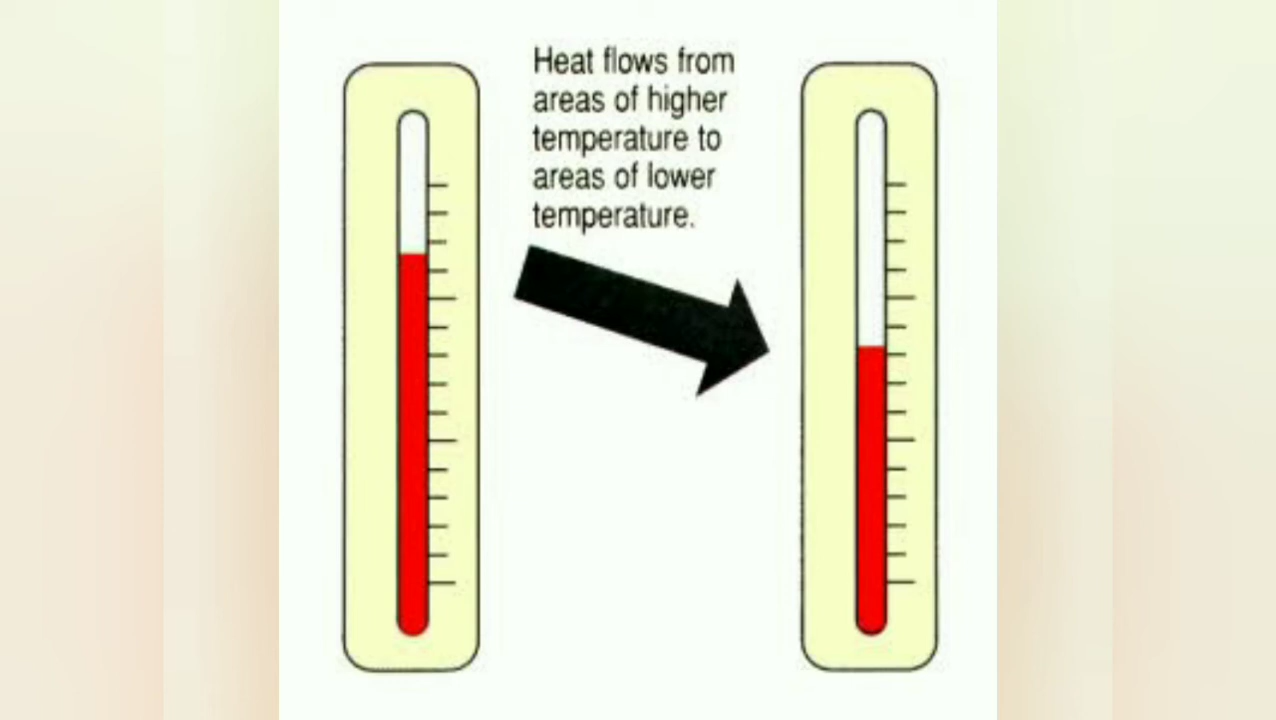 Heat flows from
areas of higher
temperature to
areas of lower
temperature.